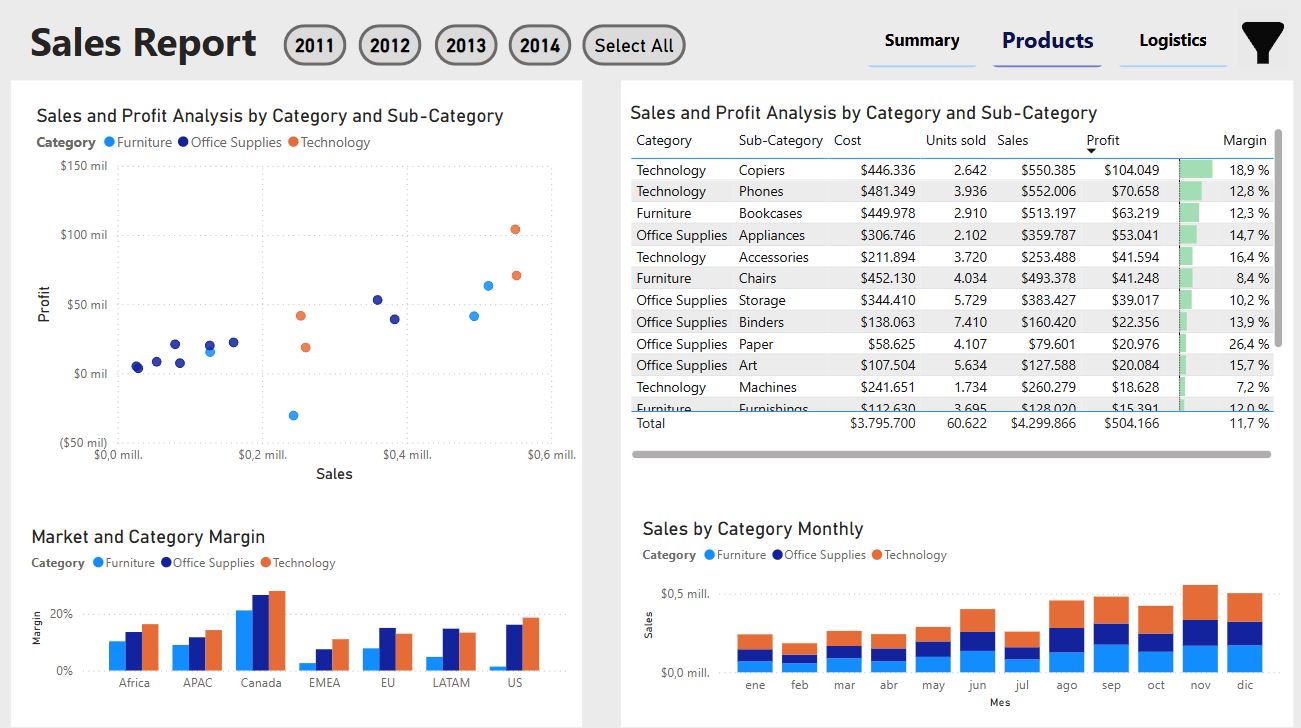 Sales Report
2011 2012 2013 2014 Select All
Summary Products Logistics
Sales and Profit Analysis by Category and Sub-Category
Category Furniture Office Supplies Technology
Profit
$150 mil
$100 mil
$50 mil
$0 mil
($50 mil)
$0,0 mill. $0,2 mill. $0,4 mill. $0,6 mill.
Sales
Sales and Profit Analysis by Category and Sub-Category
Category Sub-Category Cost Units sold Sales Profit Margin
Technology Copiers $446.336 2.642 $550.385 $104.049 18,9 %
Technology Phones $481.349 3.936 $552.006 $70.658 12,8 %
Furniture Bookcases $449.978 2.910 $513.197 $63.219 12,3 %
Office Supplies Appliances $306.746 2.102 $359.787 $53.041 14,7 %
Technology Accessories $211.894 3.720 $253.488 $41.594 16,4 %
Furniture Chairs $452.130 4.034 $493.378 $41.248 8,4 %
Office Supplies Storage $344.410 5.729 $383.427 $39.017 10,2 %
Office Supplies Binders $138.063 7.410 $160.420 $22.356 13,9 %
Office Supplies Paper $58.625 4.107 $79.601 $20.976 26,4 %
Office Supplies Art $107.504 5.634 $127.588 $20.084 15,7 %
Technology Machines $241.651 1.734 $260.279 $18.628 7,2 %
Furniture Furnishings $112.630 3.695 $128.020 $15.391 12,0 %
Total $3.795.700 60.622 $4.299.866 $504.166 11,7 %
Market and Category Margin
Category Furniture Office Supplies Technology
Margin
20%
0%
Africa APAC Canada EMEA EU LATAM US
Sales by Category Monthly
Category Furniture Office Supplies Technology
Sales
$0,5 mill.
$0,0 mill.
ene feb mar abr may jun jul ago sep oct nov dic
Mes